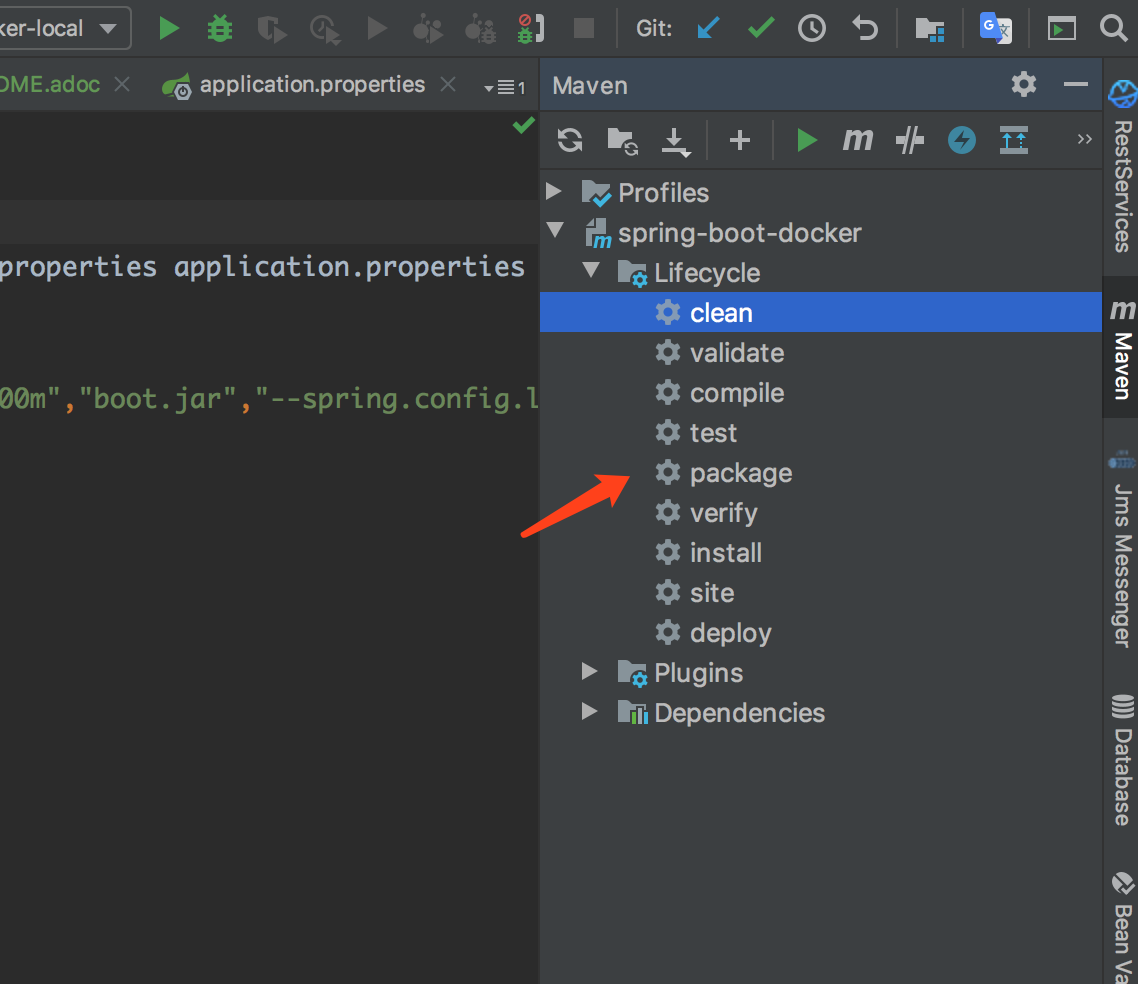 ker-local
Git:
DME.adoc
application.properties
1
Maven
Profiles
spring-boot-docker
Lifecycle
clean
validate
compile
test
package
verify
install
site
deploy
Plugins
Dependencies
properties application.properties
00m","boot.jar","--spring.config.l
RestServices
Maven
Jms Messenger
Database
Bean Va